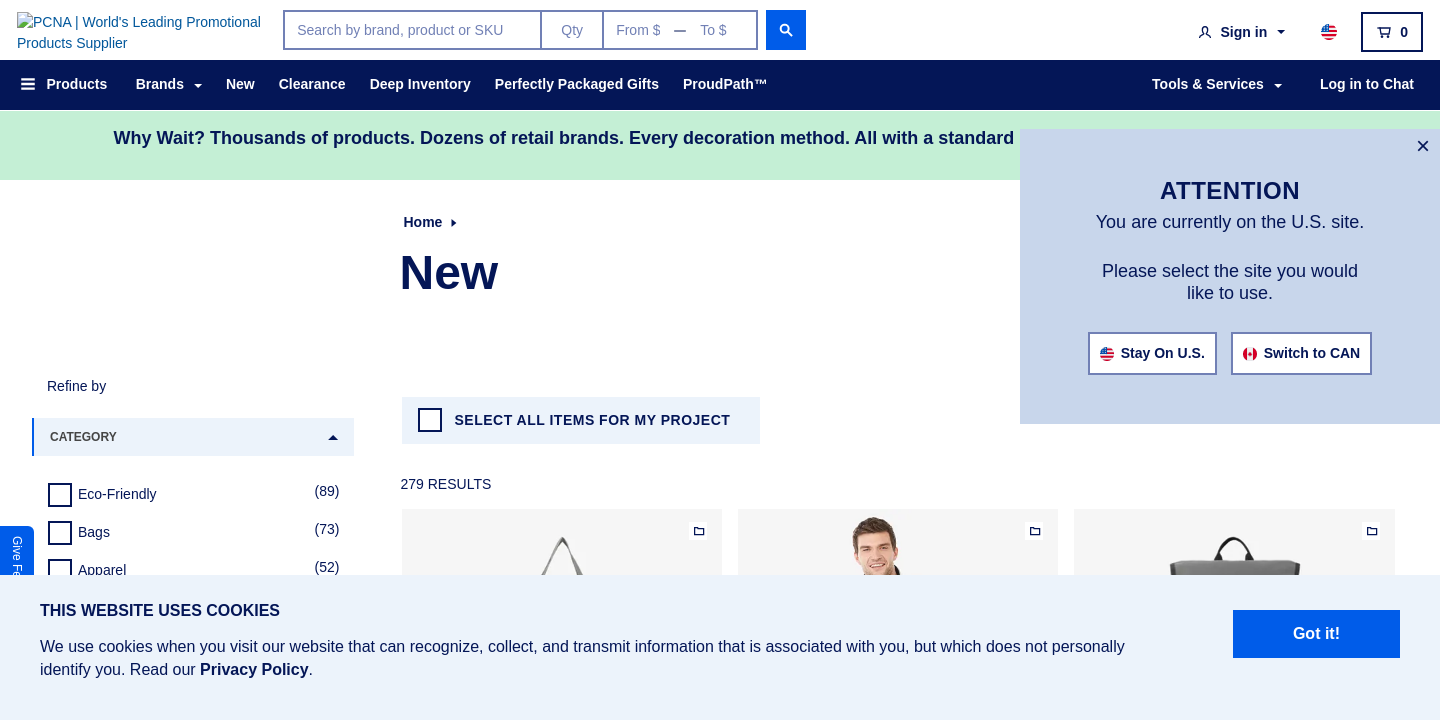 PCNA | World's Leading Promotional
Products Supplier
Search by brand, product or SKU
Qty
From $
To $
Sign in
0
Products
Brands
New
Clearance
Deep Inventory
Perfectly Packaged Gifts
ProudPath™
Tools & Services
Log in to Chat
Why Wait? Thousands of products. Dozens of retail brands. Every decoration method. All with a standard
×
ATTENTION
You are currently on the U.S. site.
Please select the site you would
like to use.
Stay On U.S.
Switch to CAN
Home
New
Refine by
CATEGORY
Eco-Friendly (89)
Bags (73)
Apparel (52)
SELECT ALL ITEMS FOR MY PROJECT
279 RESULTS
Give
THIS WEBSITE USES COOKIES
We use cookies when you visit our website that can recognize, collect, and transmit information that is associated with you, but which does not personally
identify you. Read our Privacy Policy.
Got it!